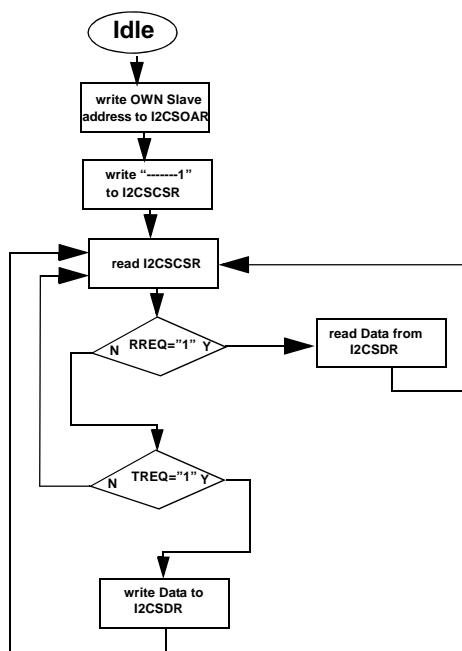 Idle
write OWN Slave
address to I2CSOAR
write “-------1”
to I2CSCSR
read I2CSCSR
N RREQ=”1” Y
read Data from
I2CSDR
N TREQ=”1” Y
write Data to
I2CSDR